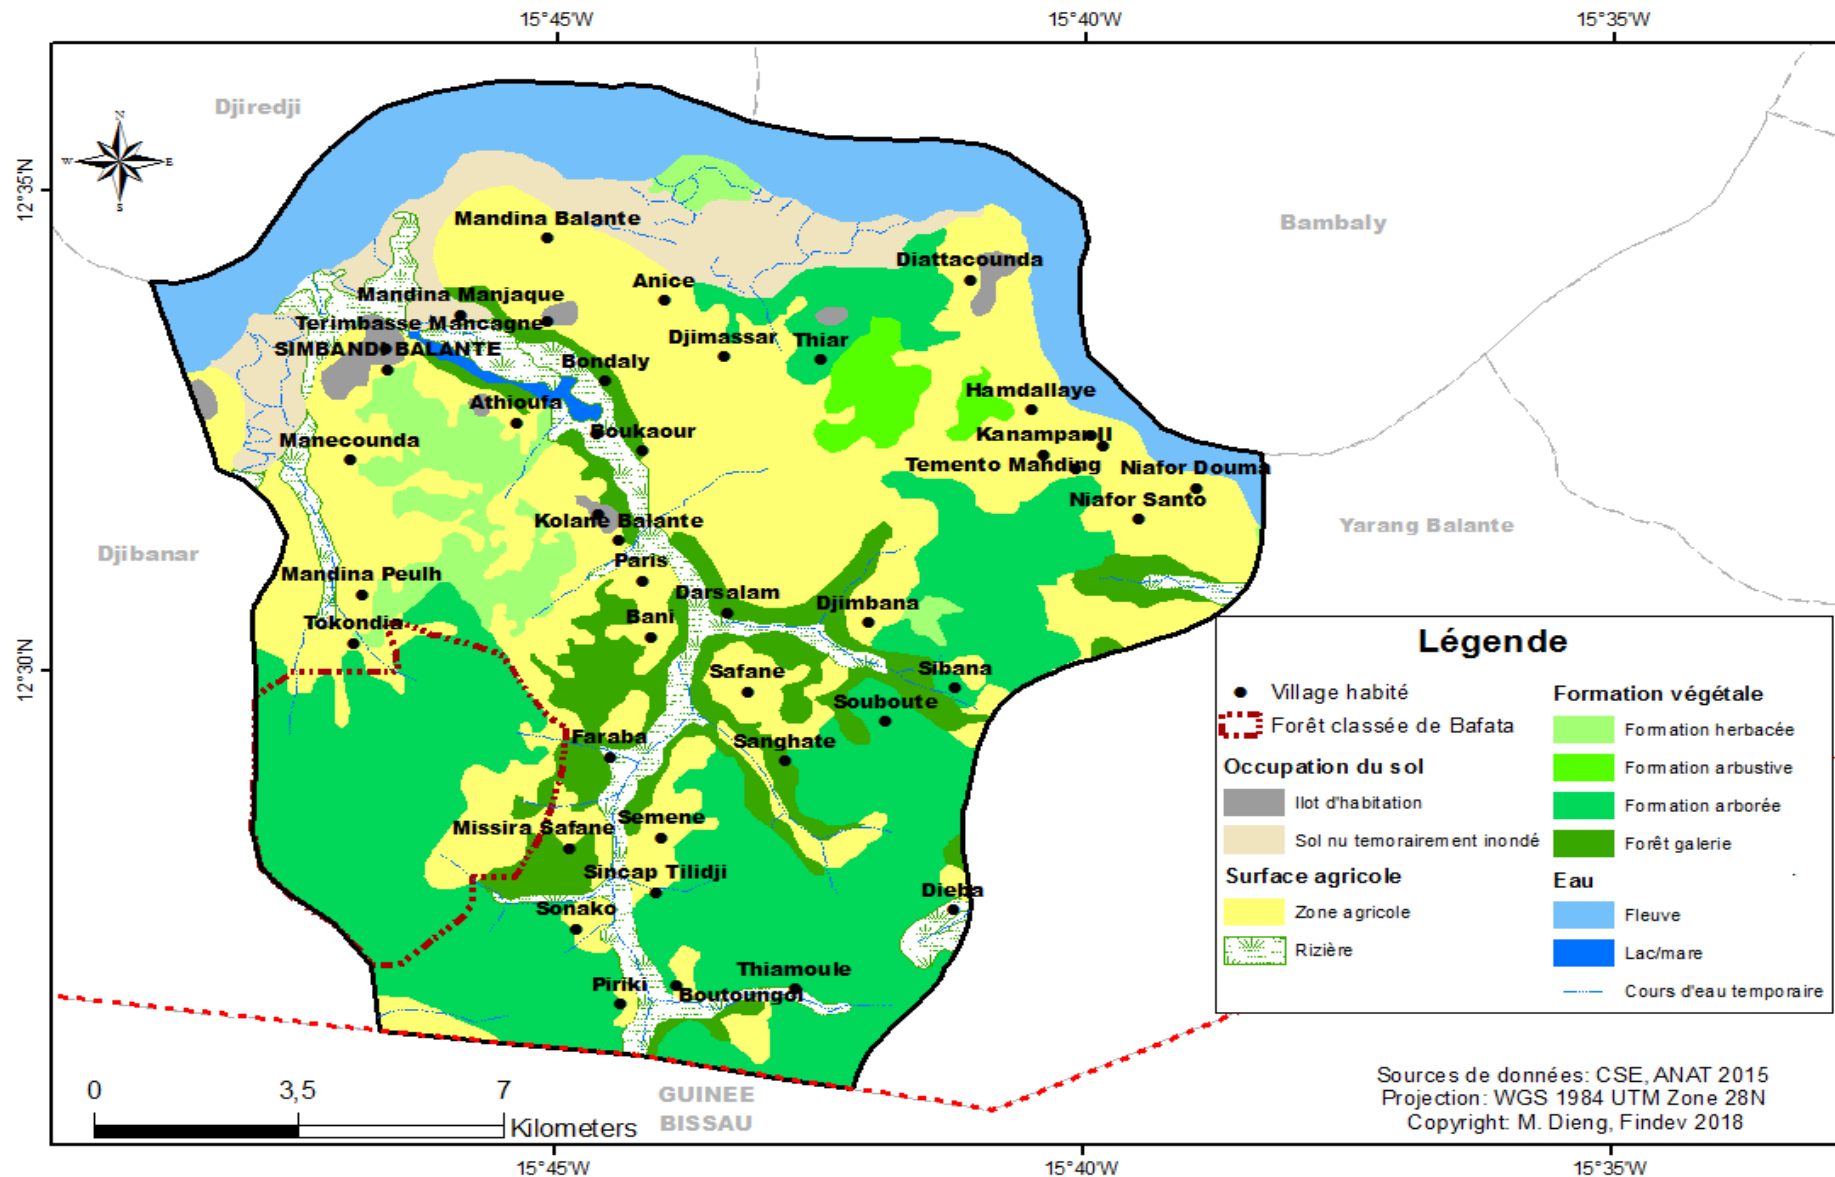 15°45'W
15°40'W
15°35'W
Djiredji
N
W
E
S
12°35'N
Mandina Balante
Bambaly
Diattacounda
Anice
Mandina Manjaque
Terimbasse Mancagne
Djimassar
Thiar
SIMBANDI BALANTE
Bondaly
Hamdallaye
Athioufa
Boukaour
Manecounda
Temento Manding
Niafor Douma
Niafor Santo
Kolane Balante
Yarang Balante
Djibanar
Paris
Mandina Peulh
Darsalam
Djimbana
Bani
Tokondia
12°30'N
Safane
Sibana
Souboute
Faraba
Sanghate
Semene
Missira Safane
Sincap Tilidji
Dieba
Sonako
Thiamoule
Piriki
Boutoungol
Légende
Village habité
Forêt classée de Bafata
Occupation du sol
Ilot d'habitation
Sol nu temorairement inondé
Surface agricole
Zone agricole
Rizière
Formation végétale
Formation herbacée
Formation arbustive
Formation arborée
Forêt galerie
Eau
Fleuve
Lac/mare
Cours d'eau temporaire
0
3,5
7
Kilometers
GUINEE
BISSAU
Sources de données: CSE, ANAT 2015
Projection: WGS 1984 UTM Zone 28N
Copyright: M. Dieng, Findev 2018
15°45'W
15°40'W
15°35'W